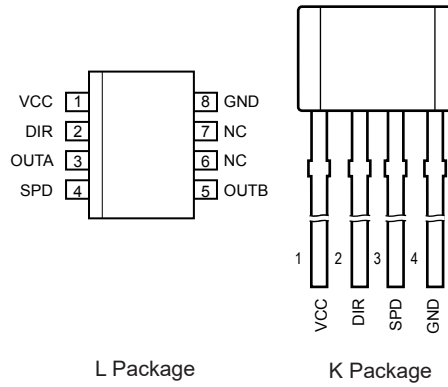 VCC 1 8 GND
DIR 2 7 NC
OUTA 3 6 NC
SPD 4 5 OUTB
L Package
1 2 3 4
VCC DIR SPD GND
K Package